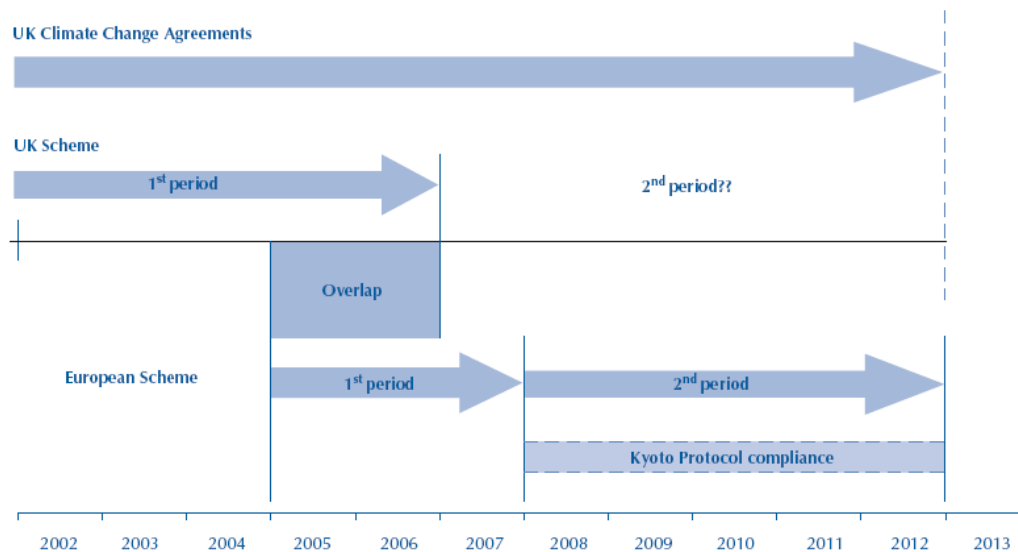 UK Climate Change Agreements
UK Scheme
1st period
2nd period??
Overlap
European Scheme
1st period
2nd period
Kyoto Protocol compliance
2002 2003 2004 2005 2006 2007 2008 2009 2010 2011 2012 2013